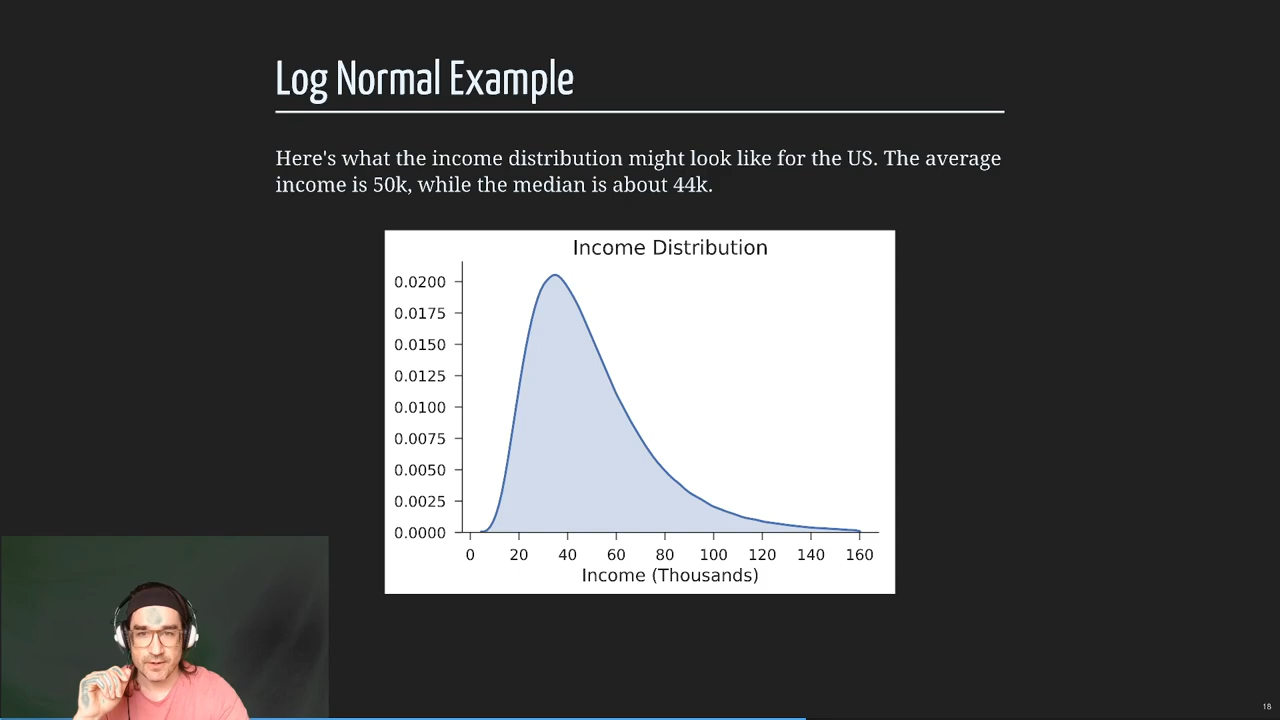 Log Normal Example
Here's what the income distribution might look like for the US. The average
income is 50k, while the median is about 44k.
Income Distribution
0.0200
0.0175
0.0150
0.0125
0.0100
0.0075
0.0050
0.0025
0.0000
0 20 40 60 80 100 120 140 160
Income (Thousands)
18